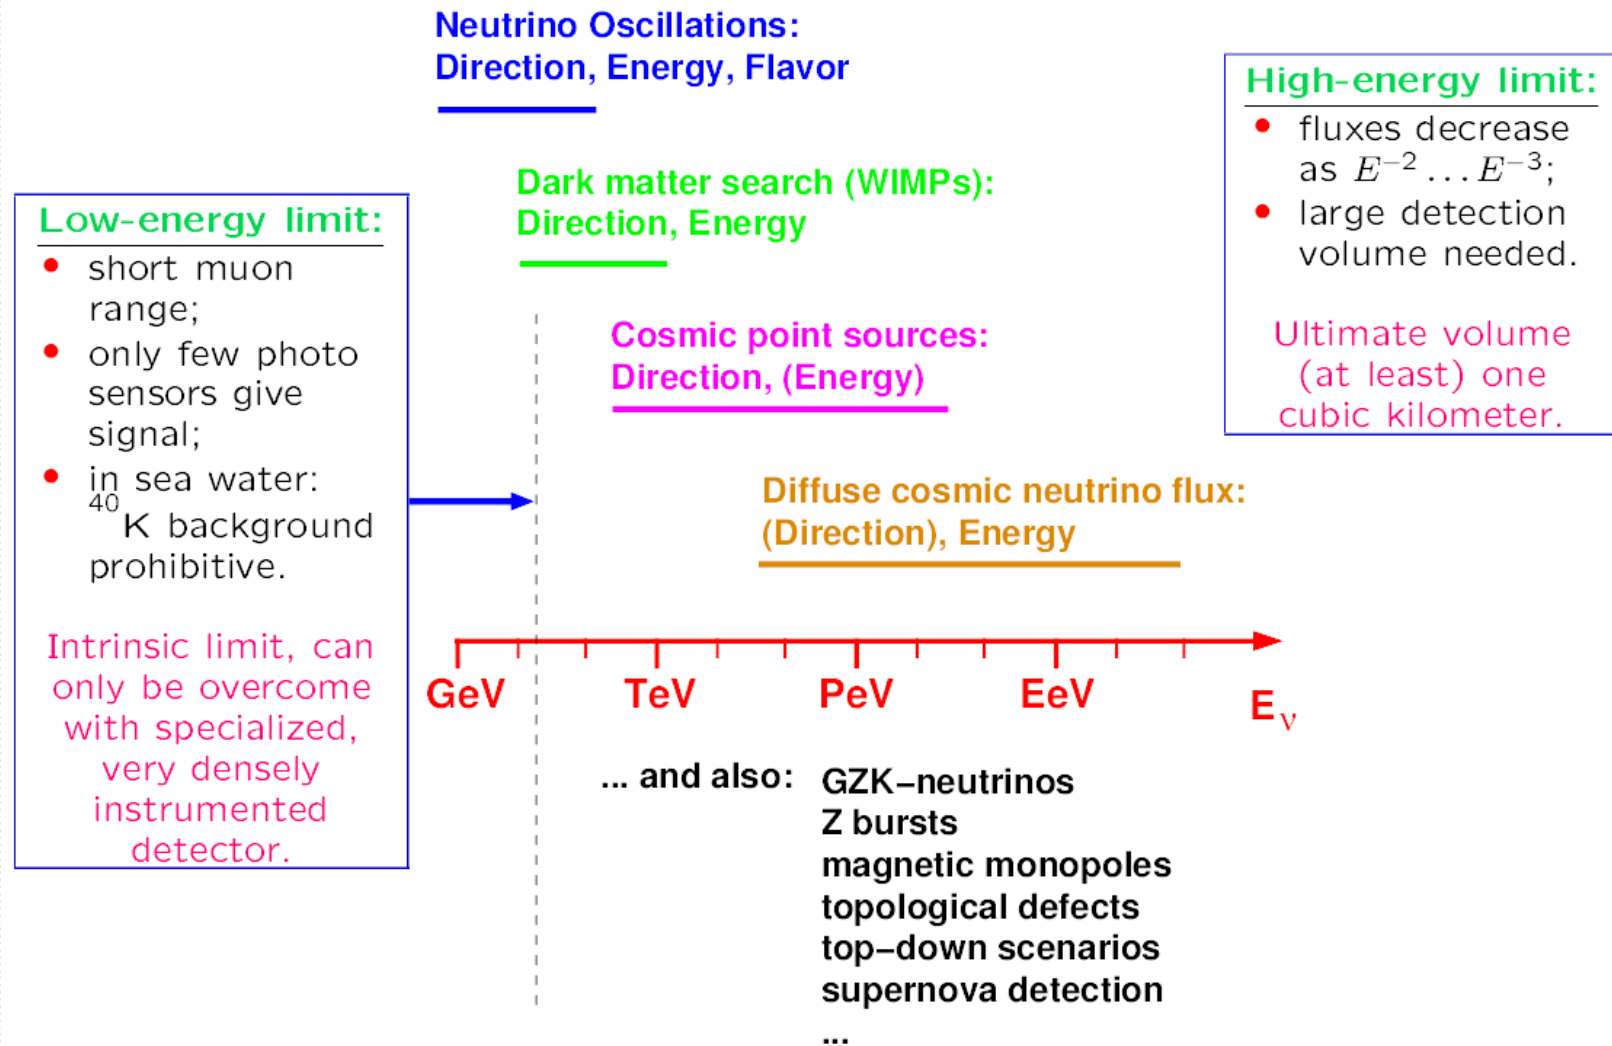 Neutrino Oscillations:
Direction, Energy, Flavor
Dark matter search (WIMPs):
Direction, Energy
Cosmic point sources:
Direction, (Energy)
Diffuse cosmic neutrino flux:
(Direction), Energy
Low-energy limit:
• short muon
range;
• only few photo
sensors give
signal;
• in sea water:
⁴⁰K background
prohibitive.
Intrinsic limit, can
only be overcome
with specialized,
very densely
instrumented
detector.
High-energy limit:
• fluxes decrease
as E⁻² … E⁻³;
• large detection
volume needed.
Ultimate volume
(at least) one
cubic kilometer.
GeV TeV PeV EeV Eν
... and also: GZK−neutrinos
Z bursts
magnetic monopoles
topological defects
top−down scenarios
supernova detection
...